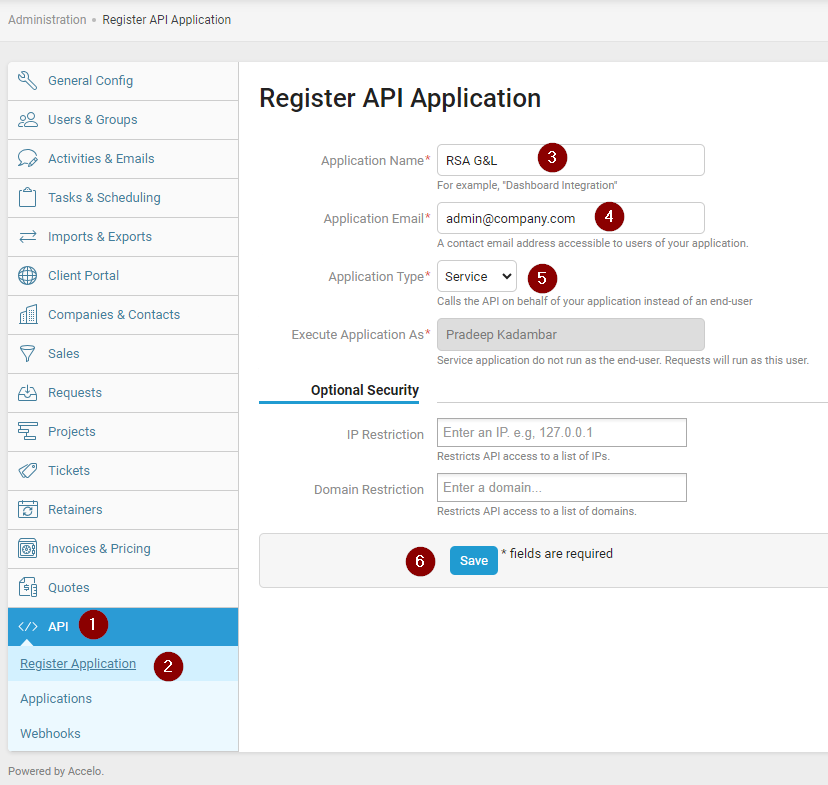 Administration • Register API Application
General Config
Users & Groups
Activities & Emails
Tasks & Scheduling
Imports & Exports
Client Portal
Companies & Contacts
Sales
Requests
Projects
Tickets
Retainers
Invoices & Pricing
Quotes
</> API 1
Register Application 2
Applications
Webhooks
Register API Application
Application Name* RSA G&L 3
For example, "Dashboard Integration"
Application Email* admin@company.com 4
A contact email address accessible to users of your application.
Application Type* Service 5
Calls the API on behalf of your application instead of an end-user
Execute Application As* Pradeep Kadambar
Service application do not run as the end-user. Requests will run as this user.
Optional Security
IP Restriction Enter an IP. e.g, 127.0.0.1
Restricts API access to a list of IPs.
Domain Restriction Enter a domain...
Restricts API access to a list of domains.
6 Save * fields are required
Powered by Accelo.